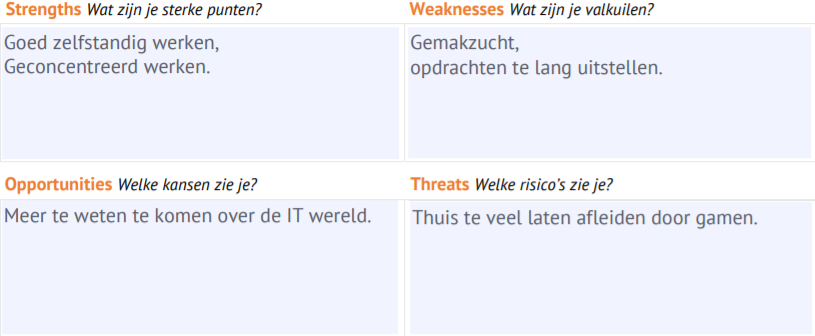 Strengths Wat zijn je sterke punten?
Weaknesses Wat zijn je valkuilen?
Goed zelfstandig werken,
Geconcentreerd werken.
Gemakzucht,
opdrachten te lang uitstellen.
Opportunities Welke kansen zie je?
Threats Welke risico's zie je?
Meer te weten te komen over de IT wereld.
Thuis te veel laten afleiden door gamen.